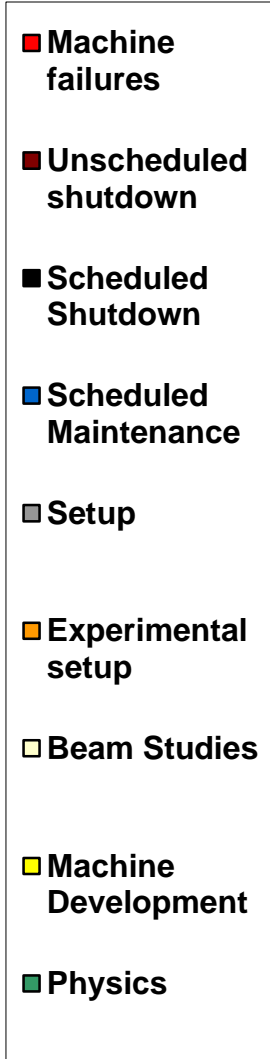 Machine
failures
Unscheduled
shutdown
Scheduled
Shutdown
Scheduled
Maintenance
Setup
Experimental
setup
Beam Studies
Machine
Development
Physics